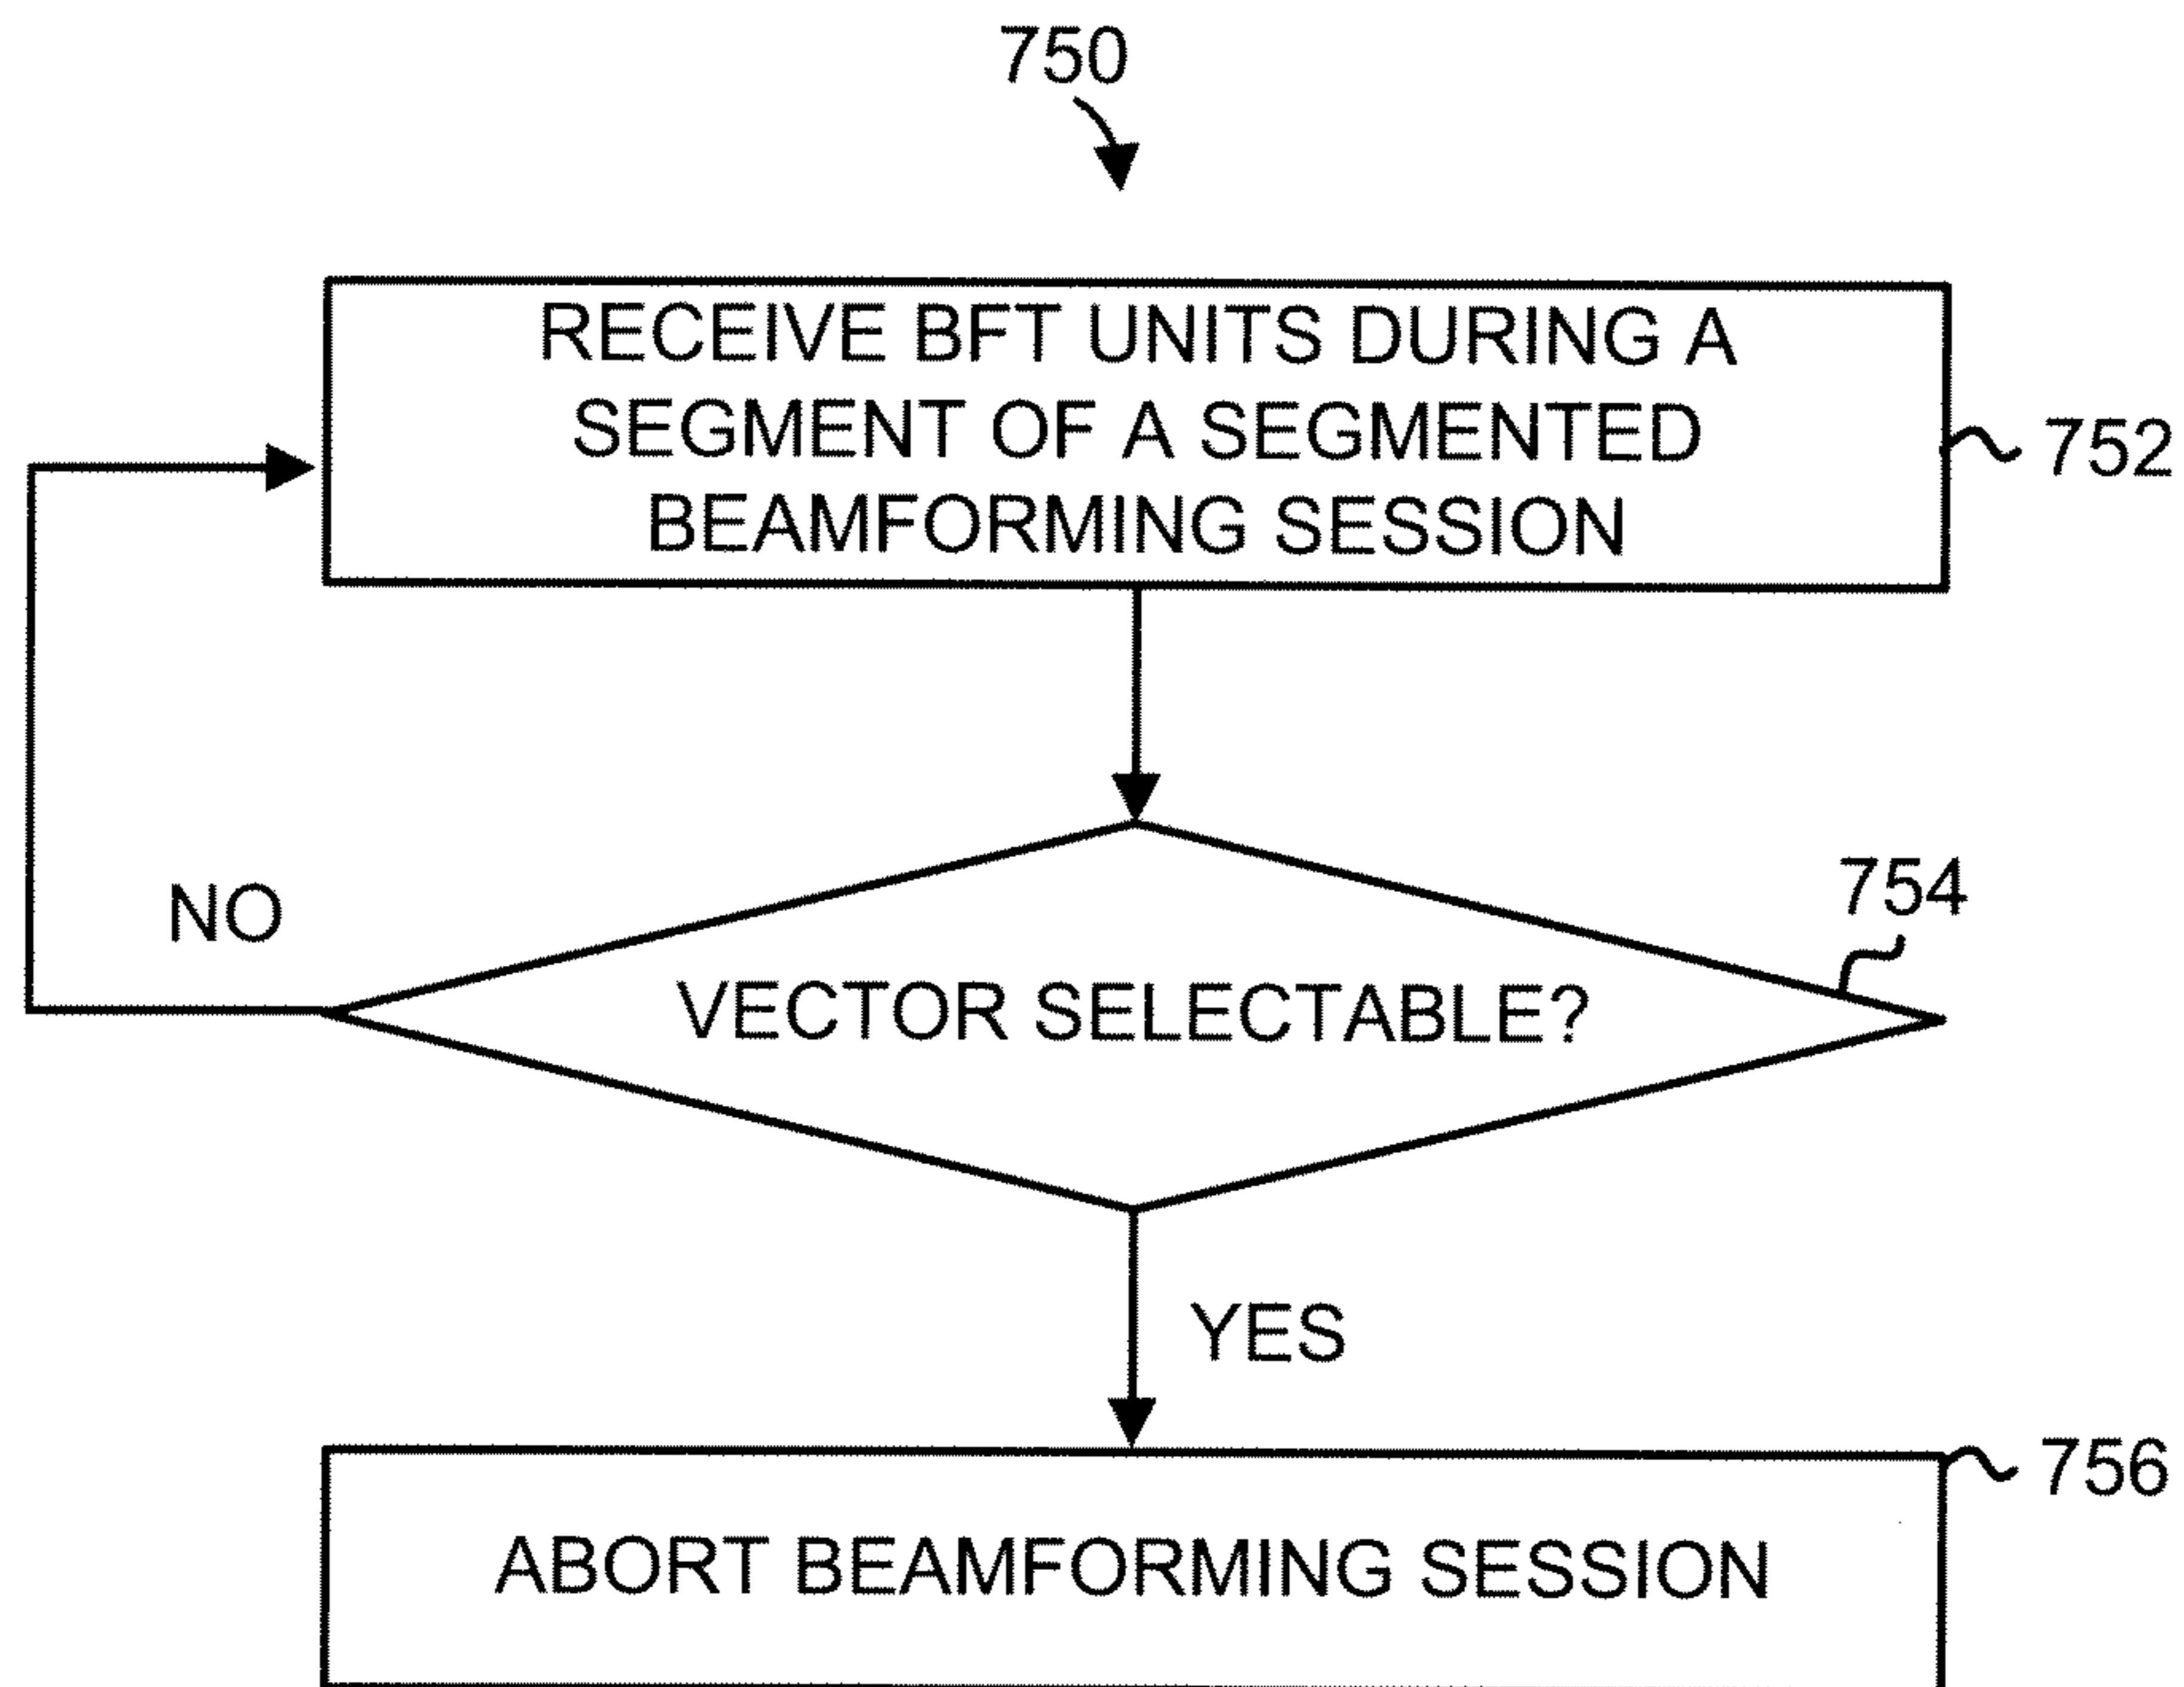 750
RECEIVE BFT UNITS DURING A
SEGMENT OF A SEGMENTED
BEAMFORMING SESSION
752
754
NO
VECTOR SELECTABLE?
YES
756
ABORT BEAMFORMING SESSION